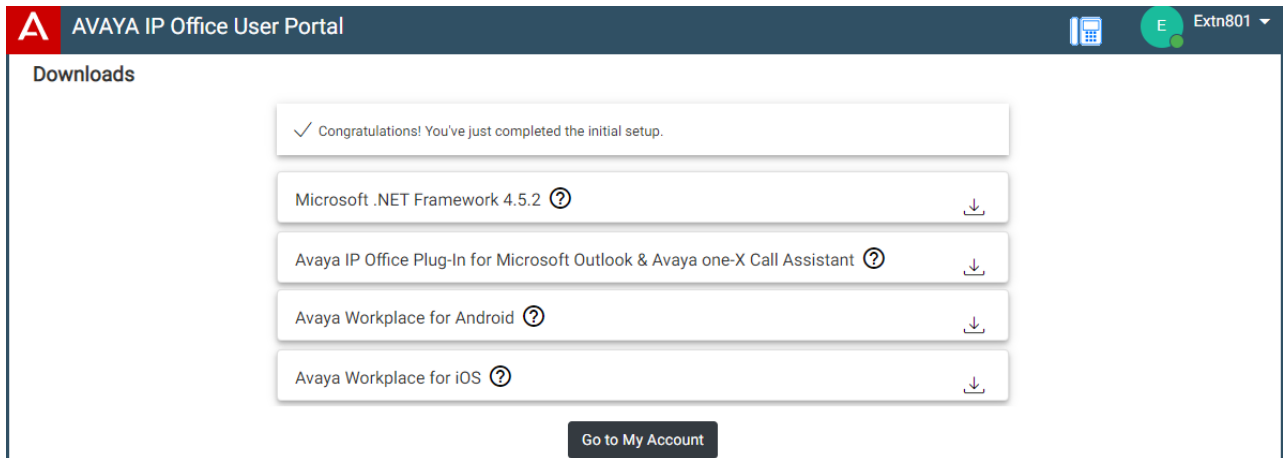 AVAYA IP Office User Portal
E
Extn801
Downloads
Congratulations! You've just completed the initial setup.
Microsoft .NET Framework 4.5.2 ?
Avaya IP Office Plug-In for Microsoft Outlook & Avaya one-X Call Assistant ?
Avaya Workplace for Android ?
Avaya Workplace for iOS ?
Go to My Account